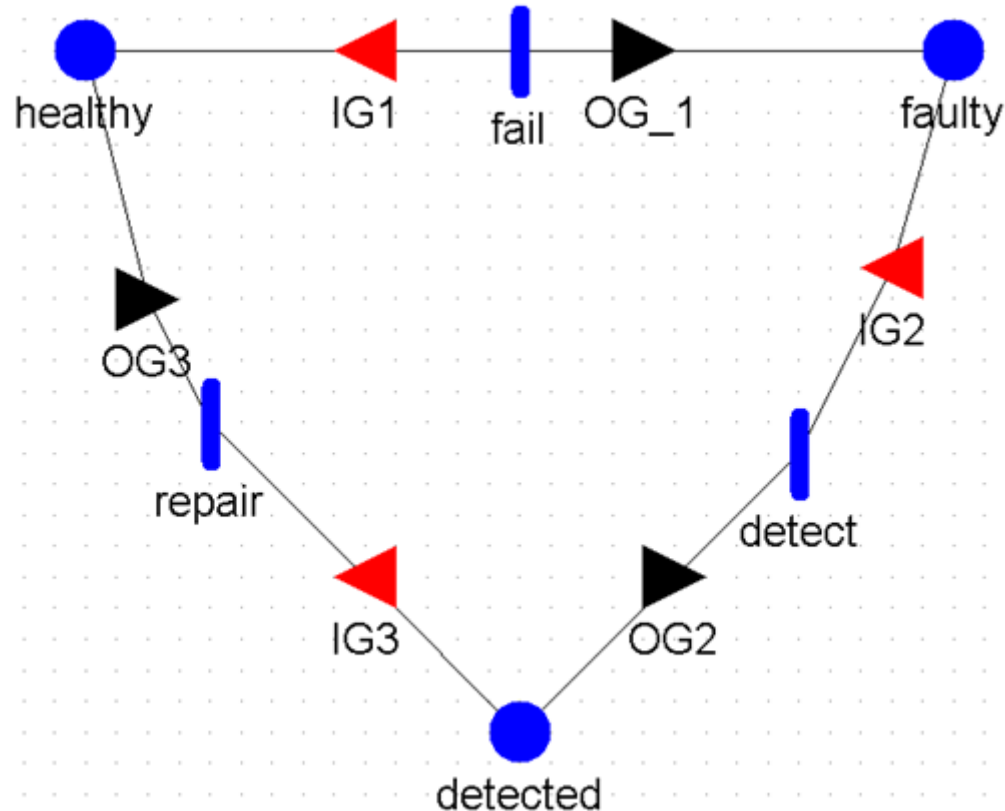 healthy
IG1
fail
OG_1
faulty
OG3
IG2
repair
detect
IG3
OG2
detected